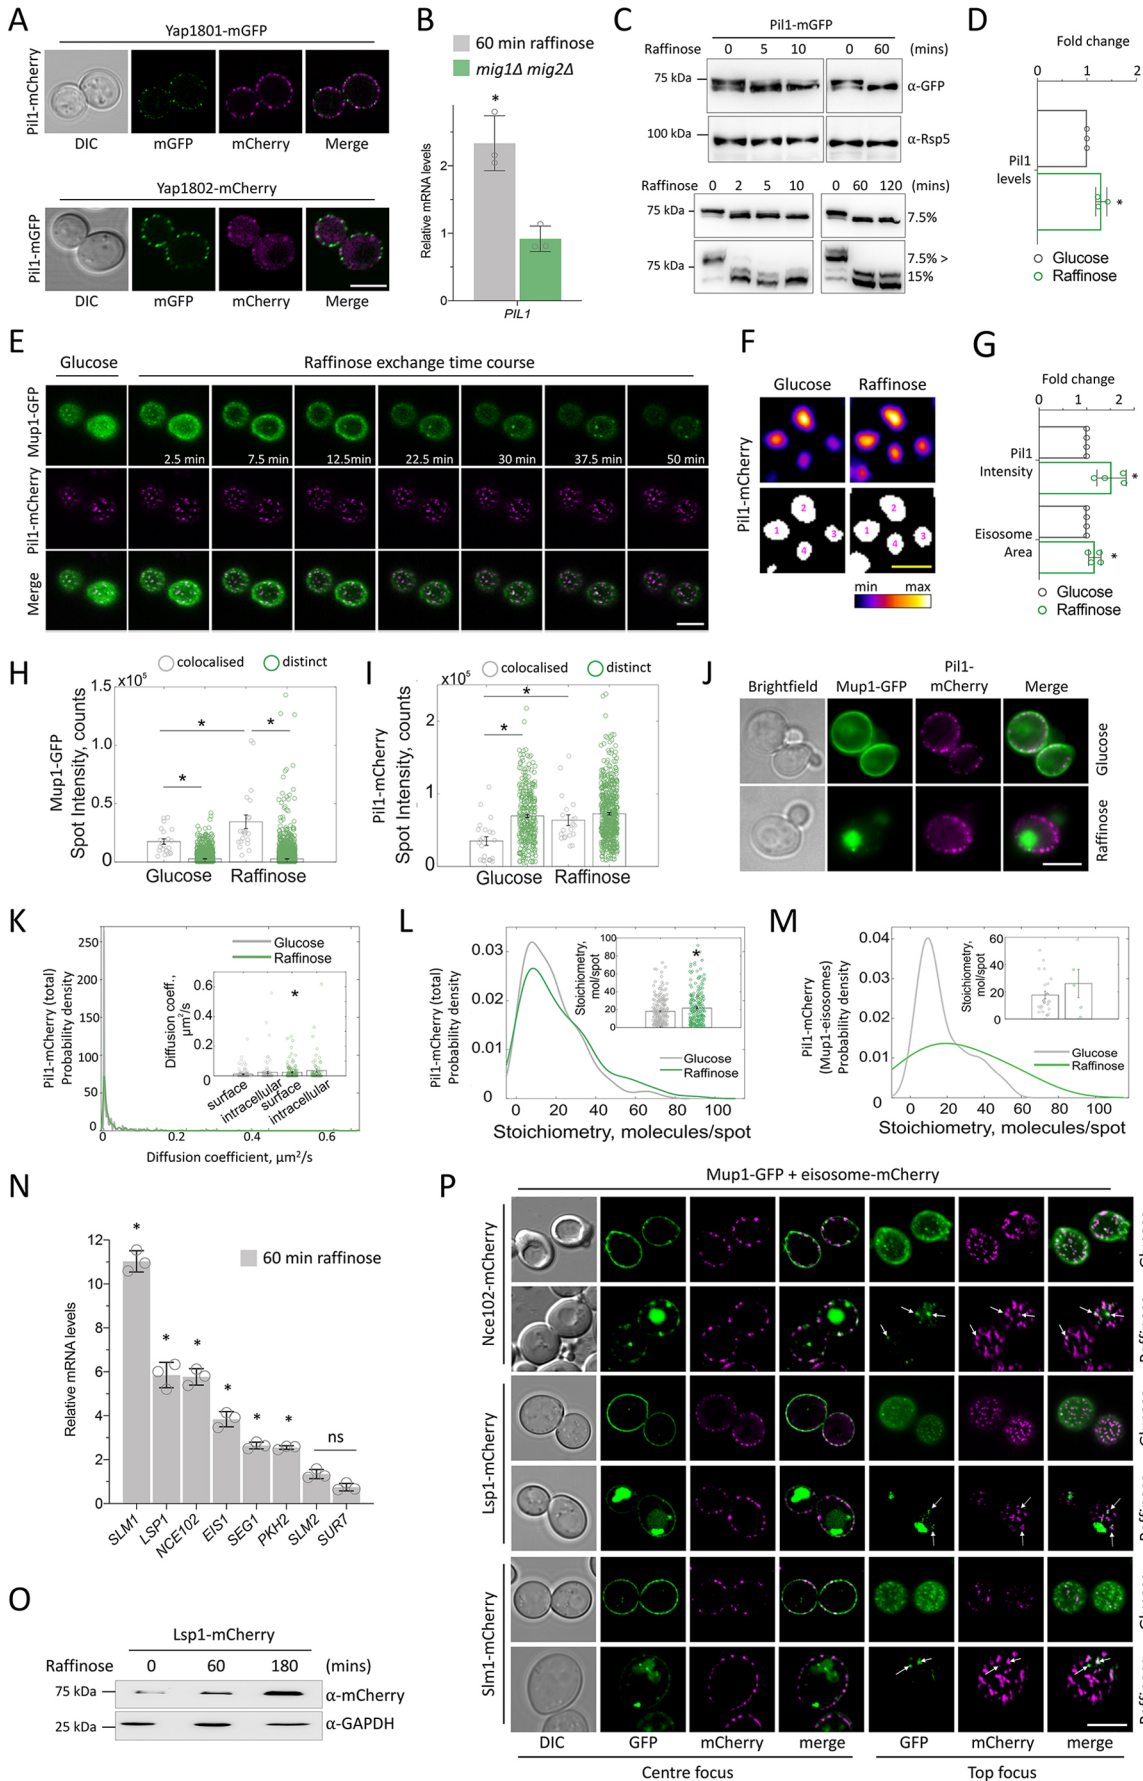 A
Yap1801-mGFP
Pil1-mCherry
DIC
mGFP
mCherry
Merge
Yap1802-mCherry
Pil1-mGFP
DIC
mGFP
mCherry
Merge
B
60 min raffinose
mig1Δ mig2Δ
Relative mRNA levels
*
3
2
1
0
PIL1
C
Pil1-mGFP
Raffinose 0 5 10 0 60 (mins)
75 kDa
α-GFP
100 kDa
α-Rsp5
Raffinose 0 2 5 10 0 60 120 (mins)
75 kDa
7.5%
75 kDa
7.5% >
15%
D
Fold change
0 1 2
Pil1
levels
*
Glucose
Raffinose
E
Glucose
Raffinose exchange time course
Mup1-GFP
2.5 min
7.5 min
12.5min
22.5 min
30 min
37.5 min
50 min
Pil1-mCherry
Merge
F
Glucose
Raffinose
Pil1-mCherry
1 2 3 4
1 2 3 4
min max
G
Fold change
0 1 2
Pil1
Intensity
*
Eisosome
Area
*
Glucose
Raffinose
H
colocalised
distinct
x10⁵
Mup1-GFP
Spot Intensity, counts
1.5
1.0
0.5
0
* * *
Glucose Raffinose
I
colocalised
distinct
x10⁵
Pil1-mCherry
Spot Intensity, counts
2
1
0
* *
Glucose Raffinose
J
Brightfield
Mup1-GFP
Pil1-
mCherry
Merge
Glucose
Raffinose
K
Pil1-mCherry (total)
Probability density
250
200
150
100
50
0
0.2 0.4 0.6
Diffusion coefficient, µm²/s
Glucose
Raffinose
Diffusion coeff.,
µm²/s
0.6
0.4
0.2
0
*
surface
intracellular
surface
intracellular
L
Pil1-mCherry (total)
Probability density
0.03
0.02
0.01
0
0 20 40 60 80 100
Stoichiometry, molecules/spot
Stoichiometry,
mol/spot
100
80
60
40
20
0
*
Glucose
Raffinose
M
Pil1-mCherry
(Mup1-eisosomes)
Probability density
0.04
0.03
0.02
0.01
0
0 20 40 60 80 100
Stoichiometry, molecules/spot
Stoichiometry,
mol/spot
60
40
20
0
Glucose
Raffinose
N
60 min raffinose
Relative mRNA levels
12
10
8
6
4
2
0
* * * * * * ns
SLM1
LSP1
NCE102
EIS1
SEG1
PKH2
SLM2
SUR7
O
Lsp1-mCherry
Raffinose 0 60 180 (mins)
75 kDa
α-mCherry
25 kDa
α-GAPDH
P
Mup1-GFP + eisosome-mCherry
Nce102-mCherry
Lsp1-mCherry
Slm1-mCherry
DIC
GFP
mCherry
merge
GFP
mCherry
merge
Centre focus
Top focus